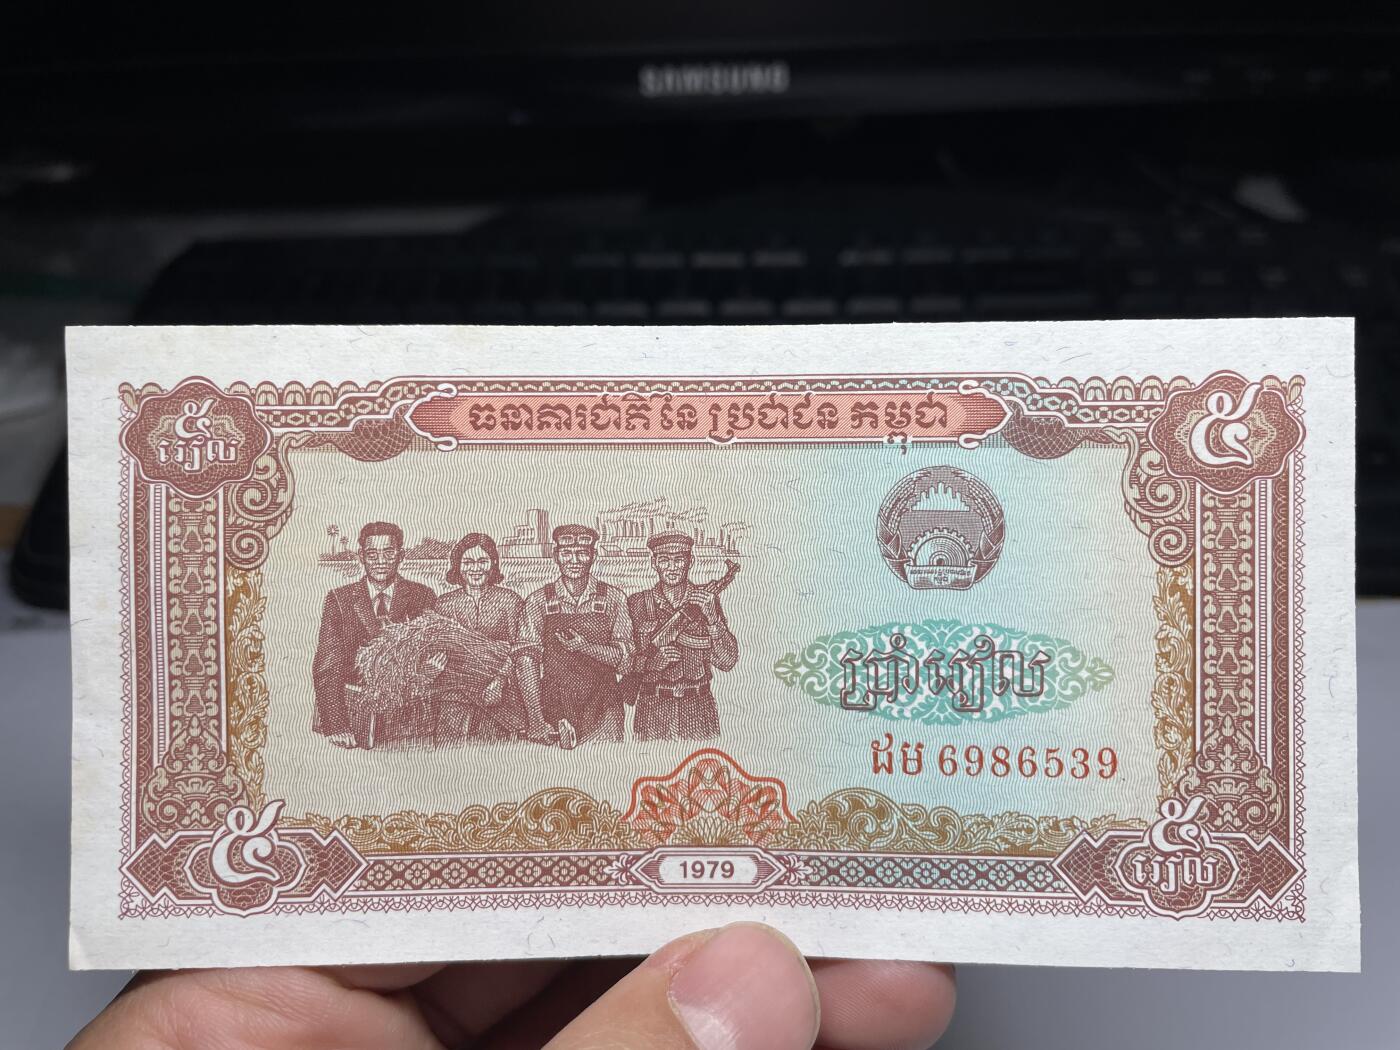 SAMSUNG
ធនាគារជាតិ នៃ ប្រជាជន កម្ពុជា
៥
រៀល
៥
ប្រាំរៀល
ដម 6986539
៥
1979
៥
រៀល